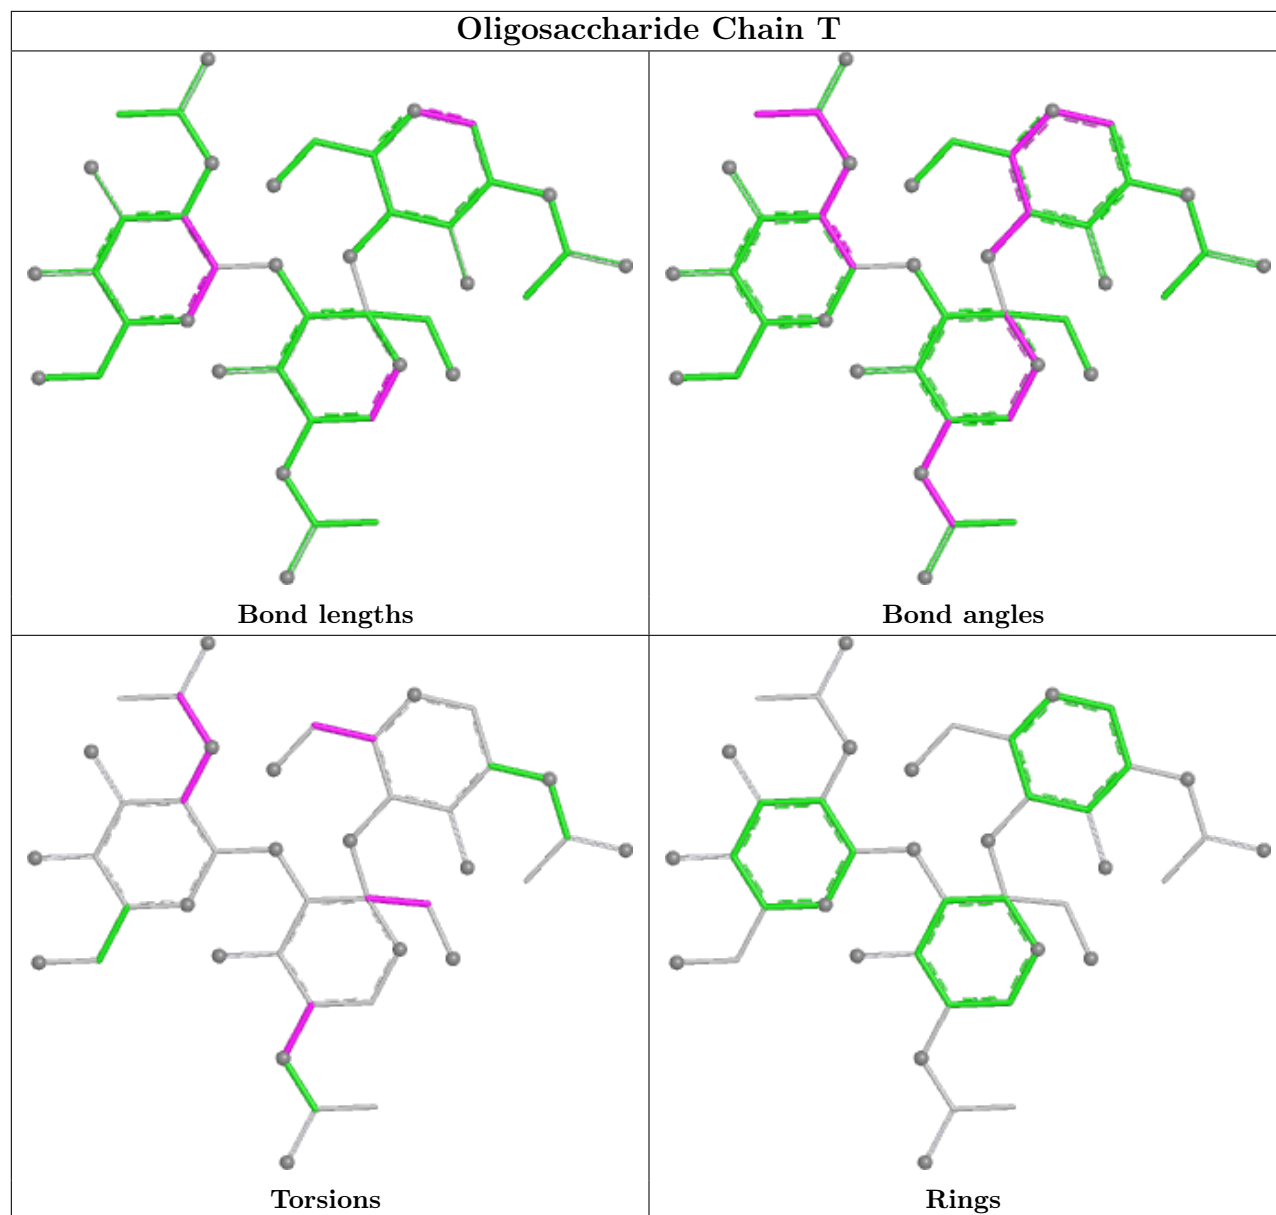 Oligosaccharide Chain T
Bond lengths
Bond angles
Torsions
Rings